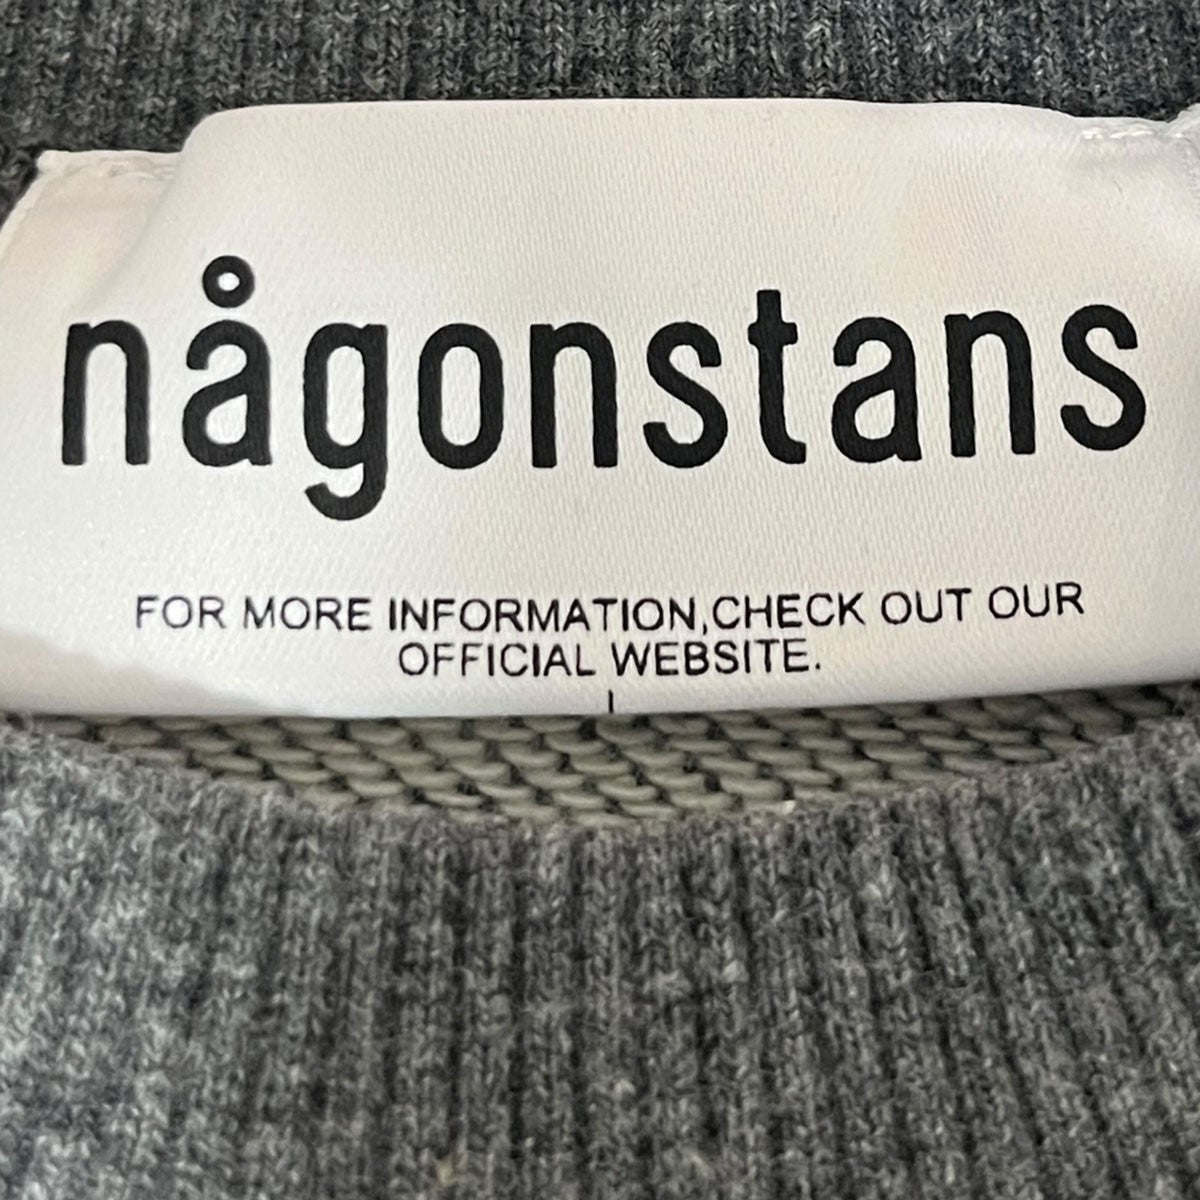 någonstans
FOR MORE INFORMATION,CHECK OUT OUR
OFFICIAL WEBSITE.